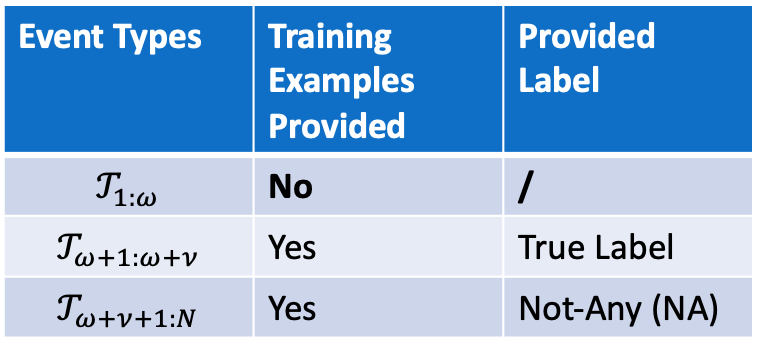 Event Types
Training
Examples
Provided
Provided
Label
𝒯1:ω
No
/
𝒯ω+1:ω+ν
Yes
True Label
𝒯ω+ν+1:N
Yes
Not-Any (NA)